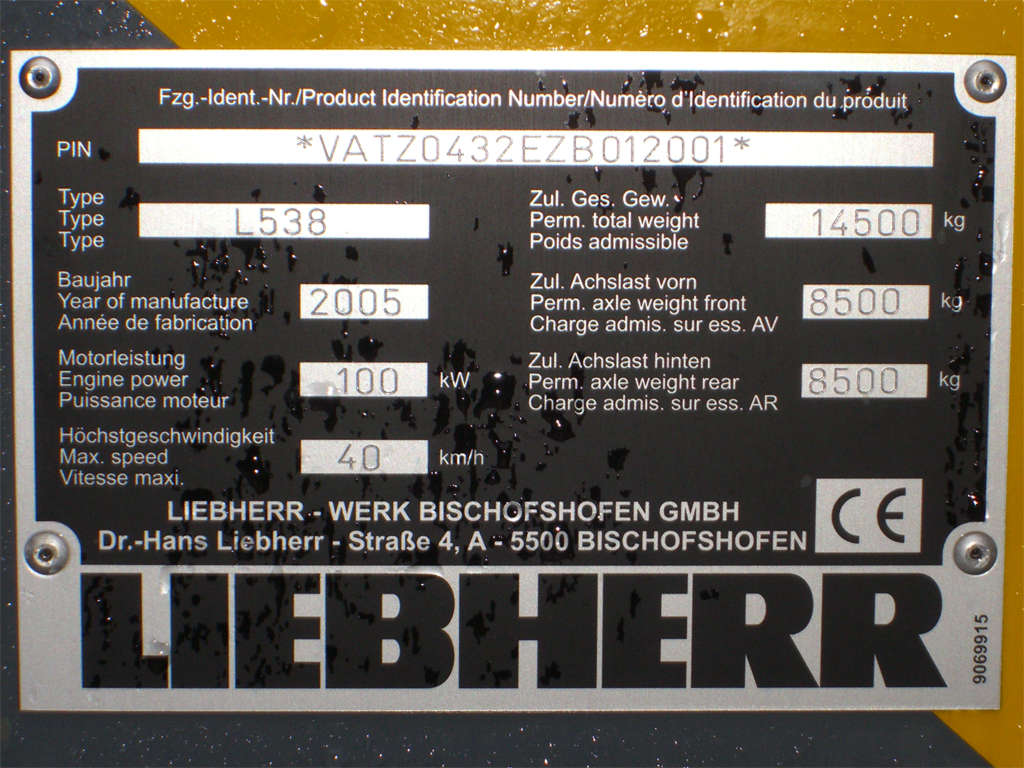 Fzg.-Ident.-Nr./Product Identification Number/Numéro d'Identification du produit
PIN *VATZ0432EZB012001*
Type
Type L538
Type
Zul. Ges. Gew.
Perm. total weight 14500 kg
Poids admissible
Baujahr
Year of manufacture 2005
Année de fabrication
Zul. Achslast vorn
Perm. axle weight front 8500 kg
Charge admis. sur ess. AV
Motorleistung
Engine power 100 kW
Puissance moteur
Zul. Achslast hinten
Perm. axle weight rear 8500 kg
Charge admis. sur ess. AR
Höchstgeschwindigkeit
Max. speed 40 km/h
Vitesse maxi.
LIEBHERR - WERK BISCHOFSHOFEN GMBH
Dr.-Hans Liebherr - Straße 4, A - 5500 BISCHOFSHOFEN
CE
LIEBHERR
9069915